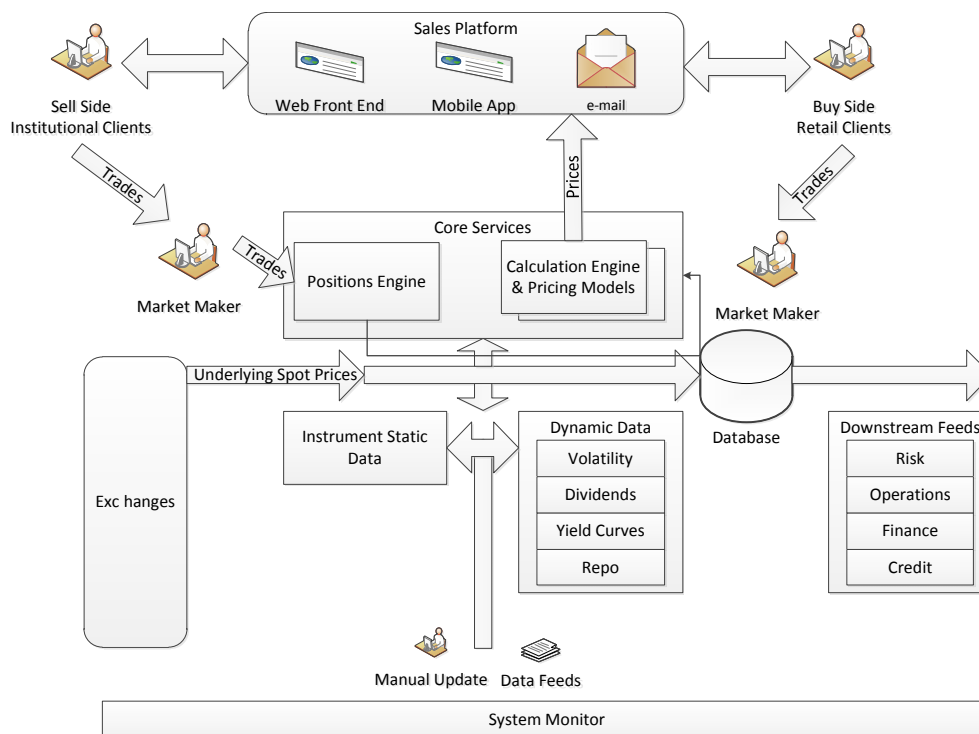 Sales Platform
Web Front End
Mobile App
e-mail
Sell Side
Institutional Clients
Buy Side
Retail Clients
Trades
Prices
Trades
Core Services
Trades
Positions Engine
Calculation Engine
& Pricing Models
Market Maker
Market Maker
Underlying Spot Prices
Database
Instrument Static
Data
Dynamic Data
Volatility
Dividends
Yield Curves
Repo
Downstream Feeds
Risk
Operations
Finance
Credit
Exc hanges
Manual Update
Data Feeds
System Monitor